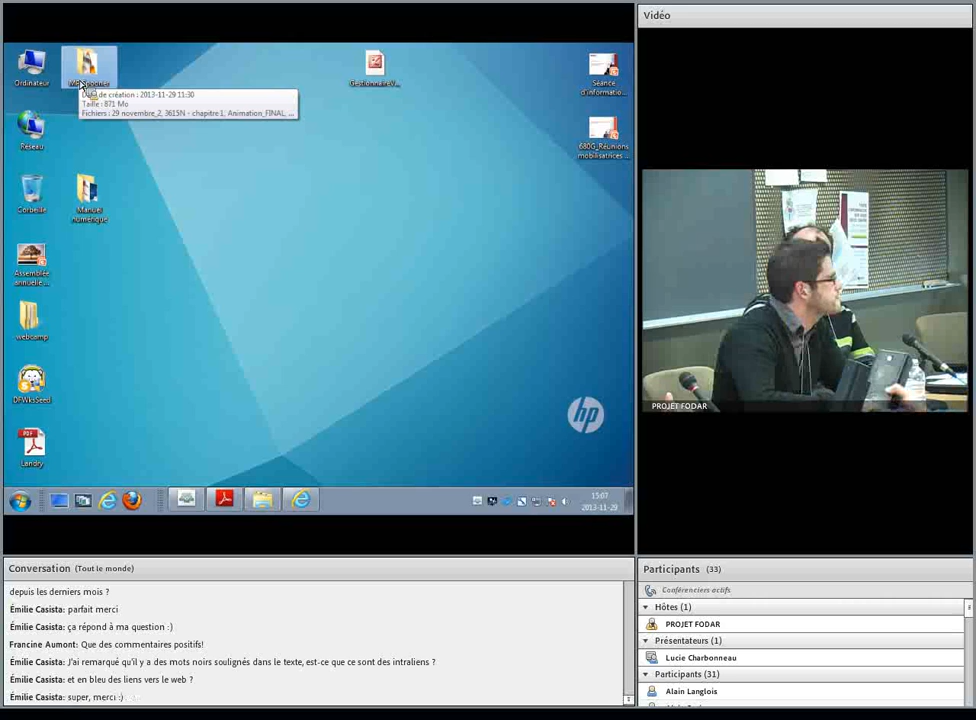 Vidéo
Ordinateur
GestionnaireV...
Séance
d'informatio...
Date de création : 2013-11-29 11:30
Taille : 871 Mo
Fichiers : 29 novembre_2, 3615N - chapitre 1, Animation_FINAL, ...
Réseau
680G_Réunions
mobilisatrices ...
Corbeille
Manuel
numérique
Assemblée
annuelle ...
webcamp
DFWksSeed
PDF
Landry
hp
15:07
2013-11-29
PROJET FODAR
Conversation (Tout le monde)
depuis les derniers mois ?
Émilie Casista: parfait merci
Émilie Casista: ça répond à ma question :)
Francine Aumont: Que des commentaires positifs!
Émilie Casista: J'ai remarqué qu'il y a des mots noirs soulignés dans le texte, est-ce que ce sont des intraliens ?
Émilie Casista: et en bleu des liens vers le web ?
Émilie Casista: super, merci :)
Participants (33)
Conférenciers actifs
Hôtes (1)
PROJET FODAR
Présentateurs (1)
Lucie Charbonneau
Participants (31)
Alain Langlois